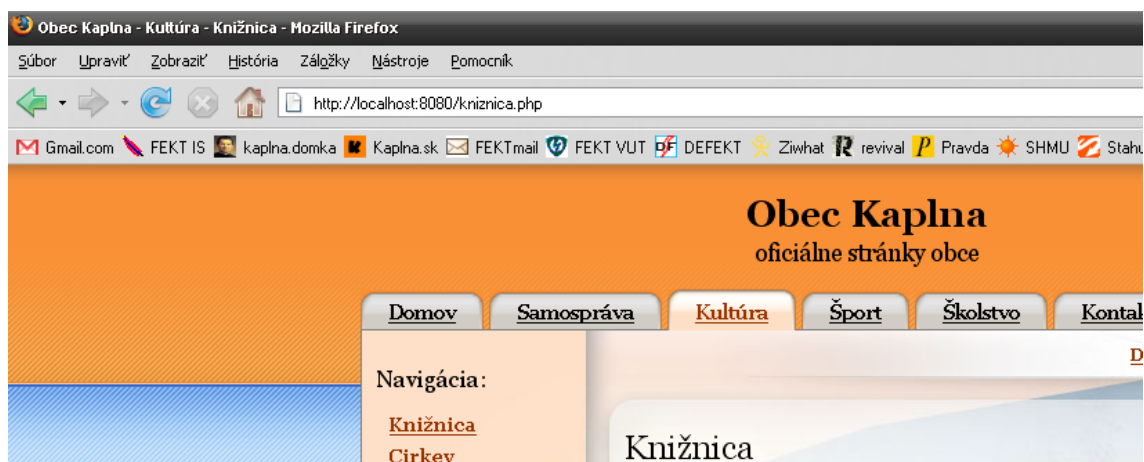 Obec Kaplna - Kultúra - Knižnica - Mozilla Firefox
Súbor Upraviť Zobraziť História Záložky Nástroje Pomocník
http://localhost:8080/kniznica.php
Gmail.com FEKT IS kaplna.domka Kaplna.sk FEKTmail FEKT VUT DEFEKT Ziwhat revival Pravda SHMU Stahu
Obec Kaplna
oficiálne stránky obce
Domov Samospráva Kultúra Šport Školstvo Kontak
D
Navigácia:
Knižnica
Knižnica
Cirkev